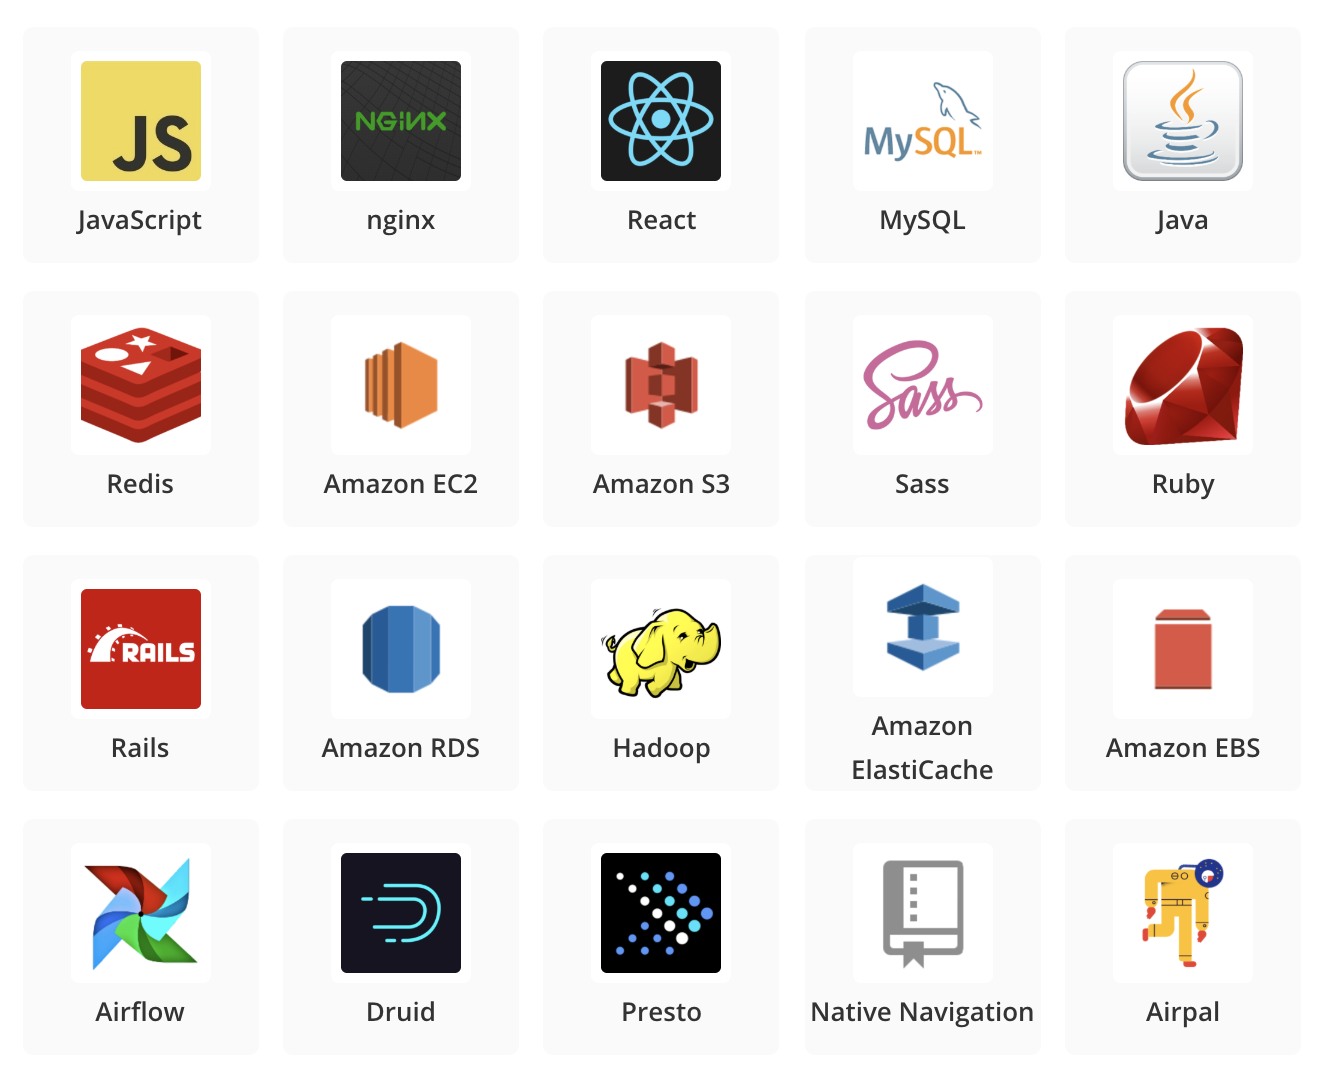 JS
NGINX
MySQL™
JavaScript
nginx
React
MySQL
Java
Sass
Redis
Amazon EC2
Amazon S3
Sass
Ruby
RAILS
Rails
Amazon RDS
Hadoop
Amazon
ElastiCache
Amazon EBS
Airflow
Druid
Presto
Native Navigation
Airpal